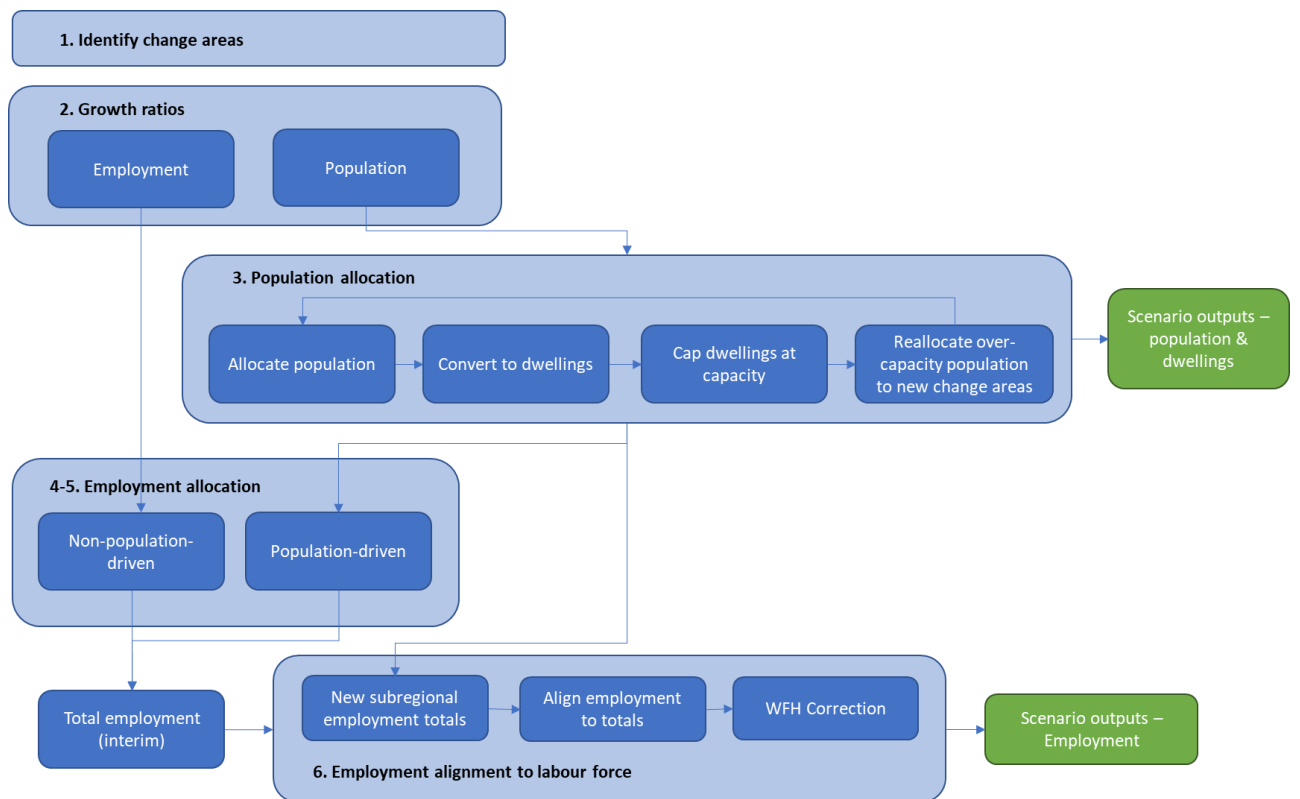 1. Identify change areas
2. Growth ratios
Employment
Population
3. Population allocation
Allocate population
Convert to dwellings
Cap dwellings at
capacity
Reallocate over-
capacity population
to new change areas
Scenario outputs –
population &
dwellings
4-5. Employment allocation
Non-population-
driven
Population-driven
Total employment
(interim)
New subregional
employment totals
Align employment
to totals
WFH Correction
6. Employment alignment to labour force
Scenario outputs –
Employment